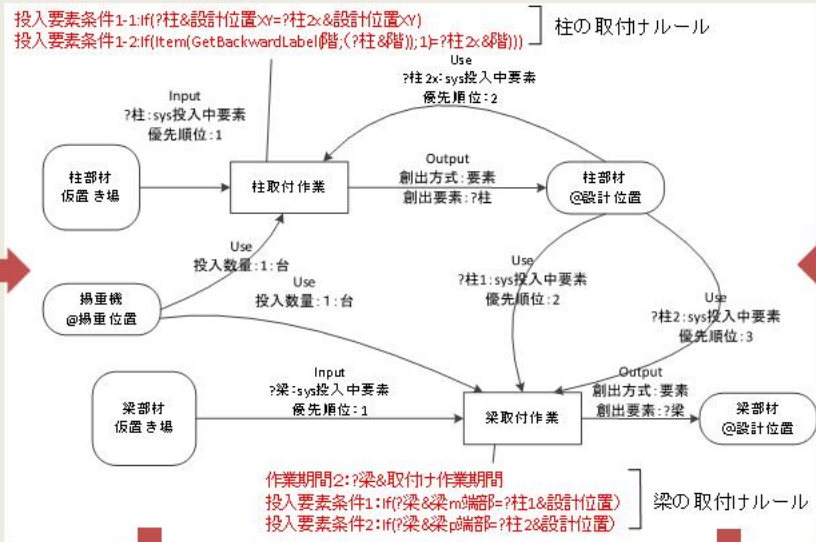 投入要素条件1-1:If(?柱&設計位置XY=?柱2x&設計位置XY)
投入要素条件1-2:If(Item(GetBackwardLabel(階;(?柱&階));1)=?柱2x&階)))
柱の取付けルール
Use
?柱2x:sys投入中要素
優先順位:2
Input
?柱:sys投入中要素
優先順位:1
柱部材
仮置き場
柱取付作業
Output
創出方式:要素
創出要素:?柱
柱部材
@設計位置
Use
投入数量:1:台
Use
投入数量:1:台
Use
?柱1:sys投入中要素
優先順位:2
Use
?柱2:sys投入中要素
優先順位:3
揚重機
@揚重位置
Input
?梁:sys投入中要素
優先順位:1
Output
創出方式:要素
創出要素:?梁
梁部材
仮置き場
梁取付作業
梁部材
@設計位置
作業期間2:?梁&取付け作業期間
投入要素条件1:If(?梁&梁m端部=?柱1&設計位置)
投入要素条件2:If(?梁&梁p端部=?柱2&設計位置)
梁の取付けルール